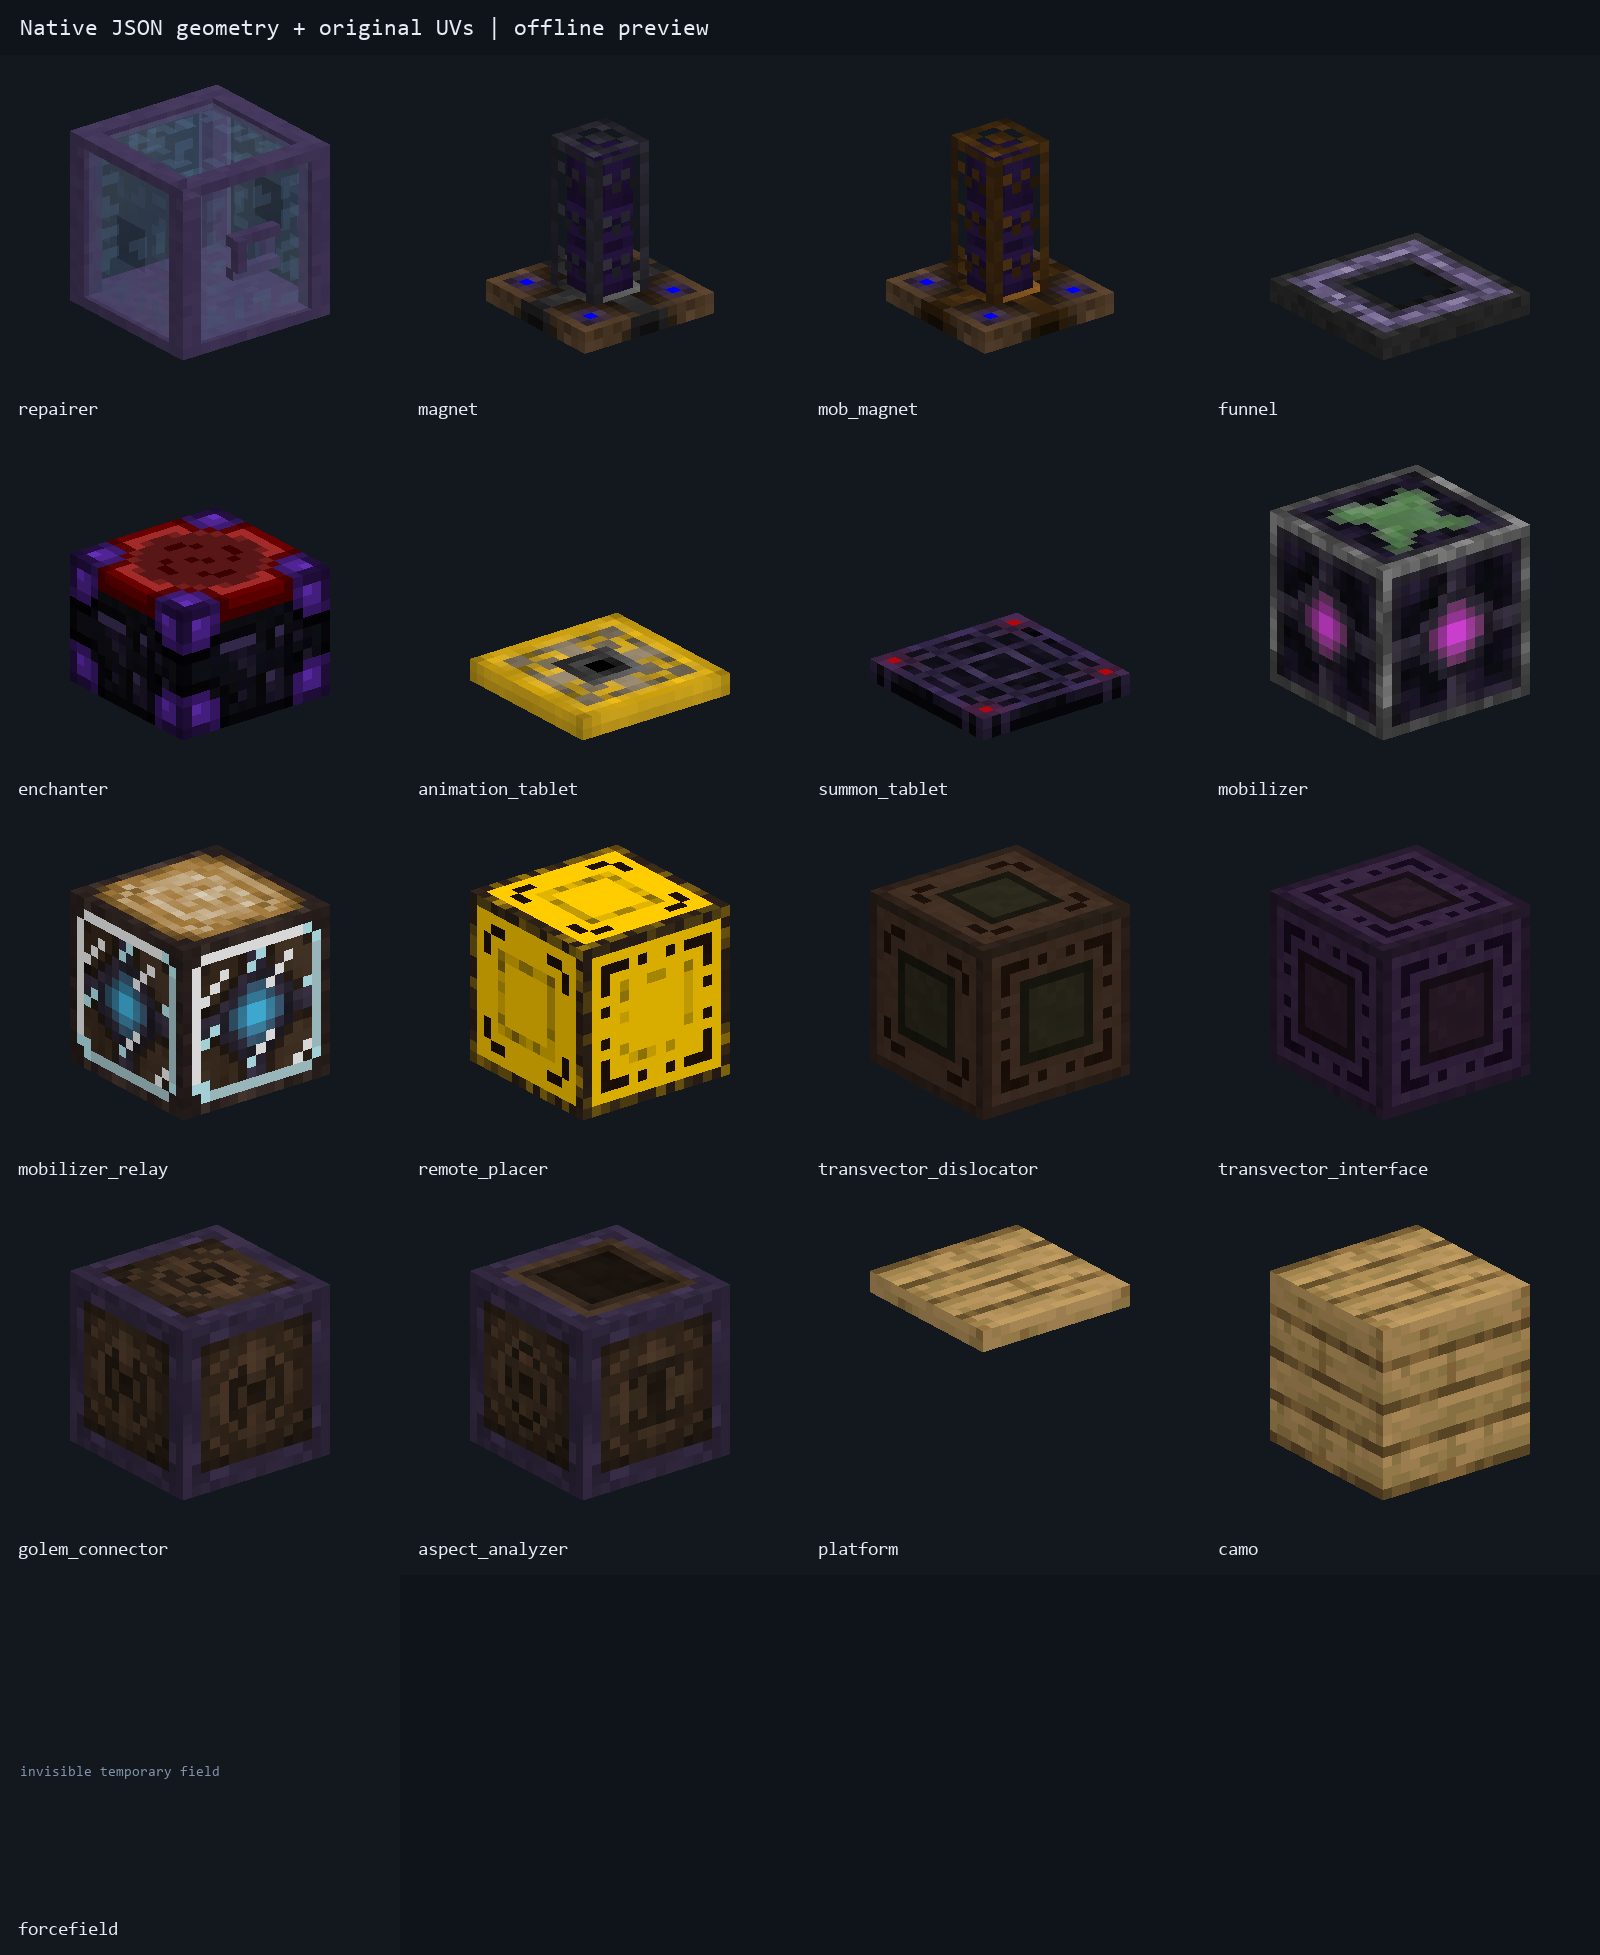 Native JSON geometry + original UVs | offline preview
repairer
magnet
mob_magnet
funnel
enchanter
animation_tablet
summon_tablet
mobilizer
mobilizer_relay
remote_placer
transvector_dislocator
transvector_interface
golem_connector
aspect_analyzer
platform
camo
invisible temporary field
forcefield